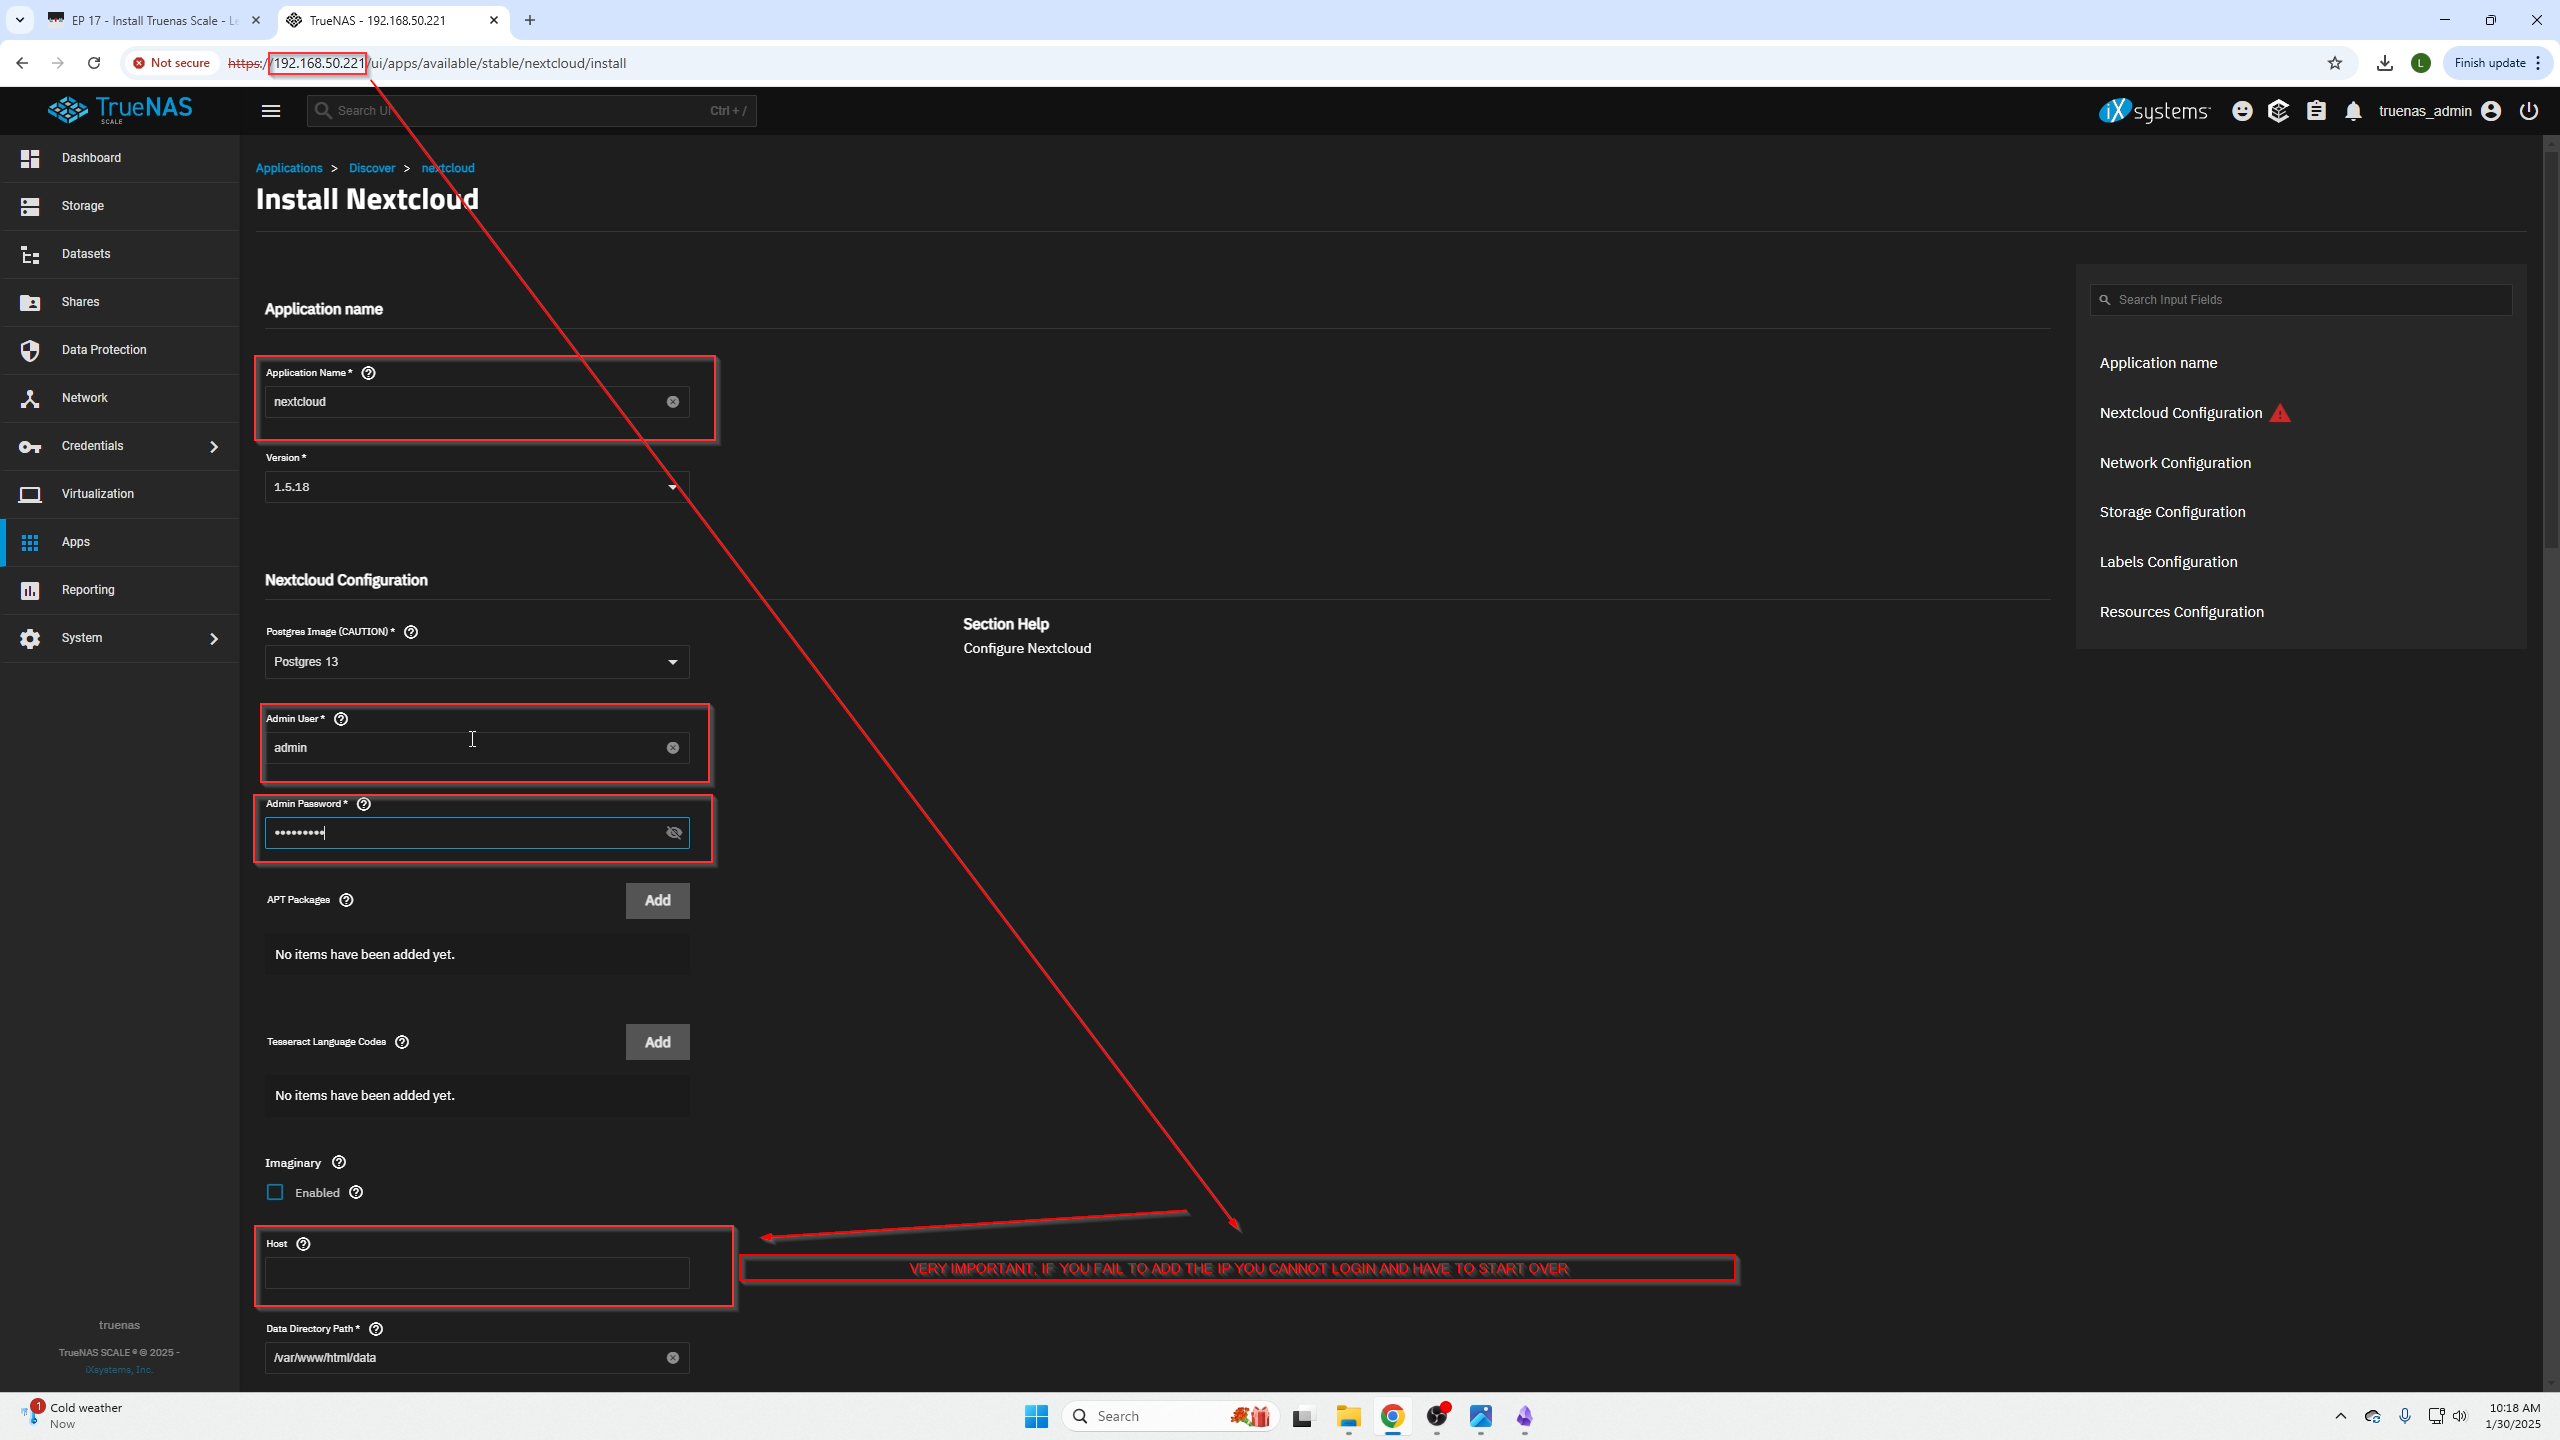 EP 17 - Install Truenas Scale - Le
TrueNAS - 192.168.50.221
Not secure
https://192.168.50.221/ui/apps/available/stable/nextcloud/install
Finish update
L
TrueNAS
SCALE
Search UI
Ctrl + /
iX systems
truenas_admin
Dashboard
Storage
Datasets
Shares
Data Protection
Network
Credentials
Virtualization
Apps
Reporting
System
truenas
TrueNAS SCALE ® © 2025 -
iXsystems, Inc.
Applications > Discover > nextcloud
Install Nextcloud
Application name
Application Name *
nextcloud
Version *
1.5.18
Nextcloud Configuration
Postgres Image (CAUTION) *
Postgres 13
Section Help
Configure Nextcloud
Admin User *
admin
Admin Password *
•••••••••
APT Packages
Add
No items have been added yet.
Tesseract Language Codes
Add
No items have been added yet.
Imaginary
Enabled
Host
VERY IMPORTANT, IF YOU FAIL TO ADD THE IP YOU CANNOT LOGIN AND HAVE TO START OVER
Data Directory Path *
/var/www/html/data
Search Input Fields
Application name
Nextcloud Configuration
Network Configuration
Storage Configuration
Labels Configuration
Resources Configuration
1
Cold weather
Now
Search
10:18 AM
1/30/2025